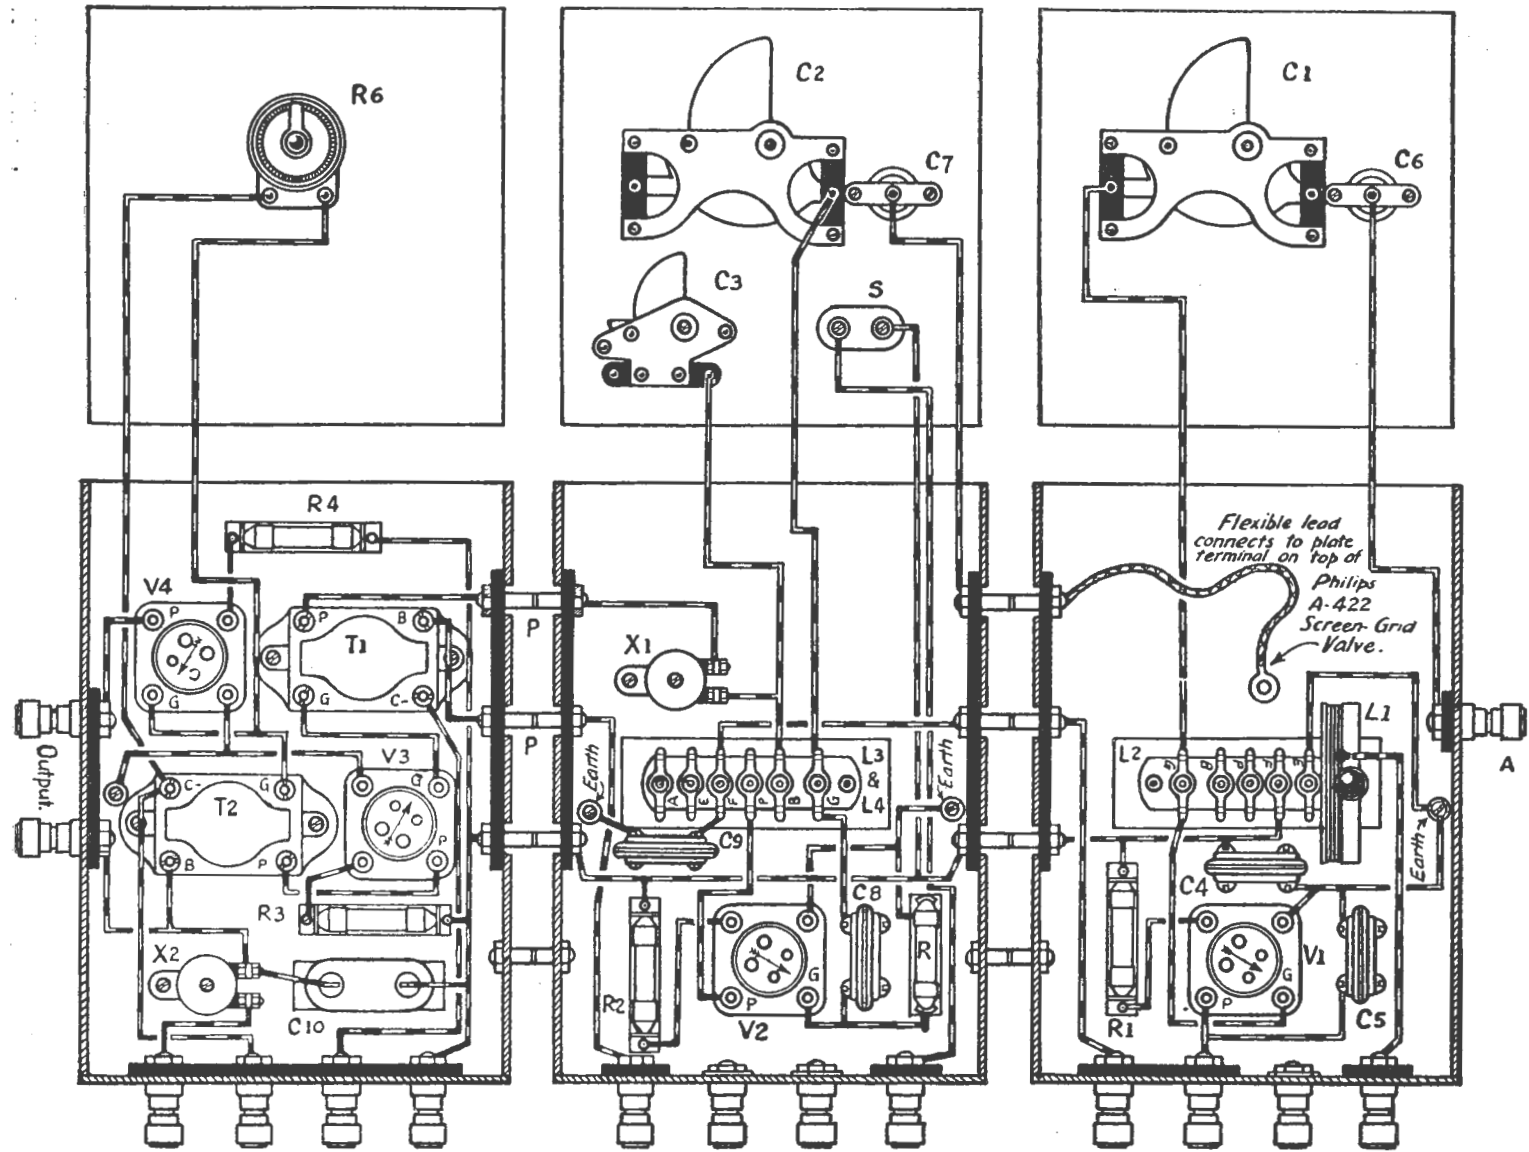 R6
C2
C7
C3
S
C1
C6
R4
V4
P
G
T1
P
B
G
C-
P
P
Output.
V3
G
P
T2
C-
G
B
P
R3
X2
C10
X1
Earth
Earth
A
E
F
P
B
G
L3
&
L4
C9
C8
R2
P
G
V2
R
Flexible lead
connects to plate
terminal on top of
Philips
A-422
Screen-Grid
Valve.
L1
L2
G
B
P
F
E
A
Earth
C4
R1
P
G
V1
C5